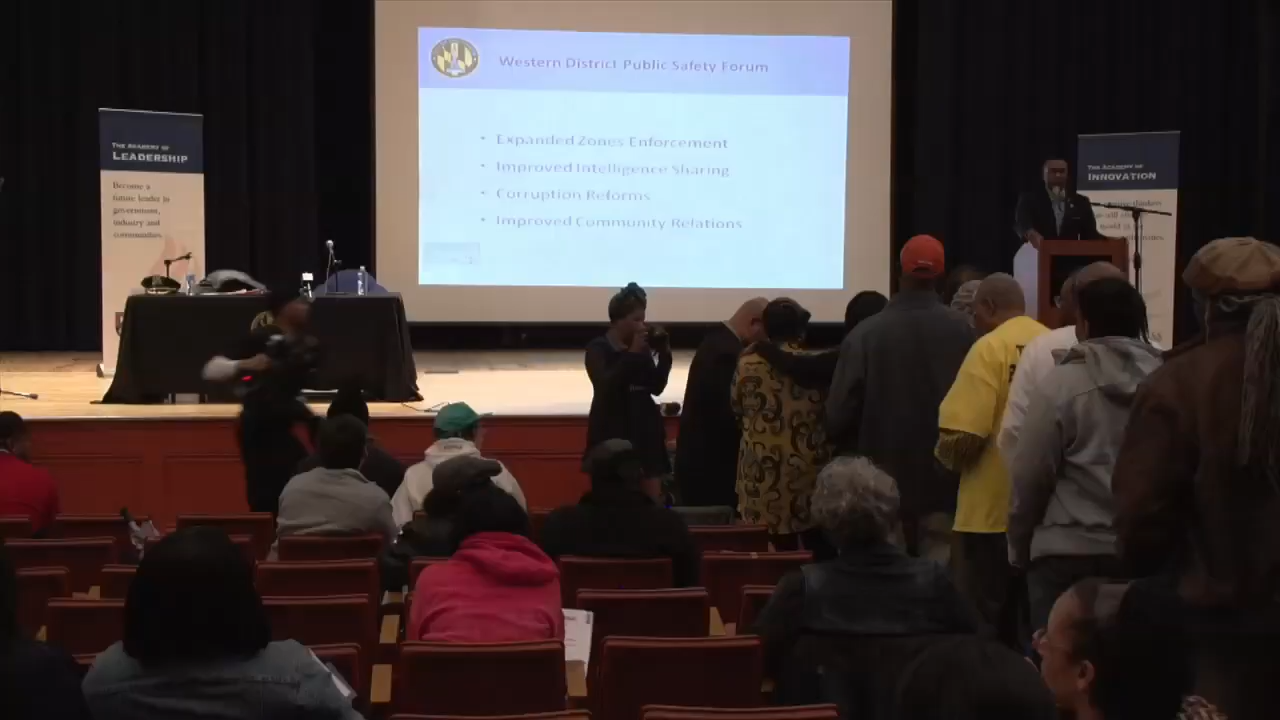 Western District Public Safety Forum
• Expanded Zones Enforcement
• Improved Intelligence Sharing
• Corruption Reforms
• Improved Community Relations
THE ACADEMY OF
LEADERSHIP
Become a
future leader in
government,
industry and
communities.
THE ACADEMY OF
INNOVATION
thinkers